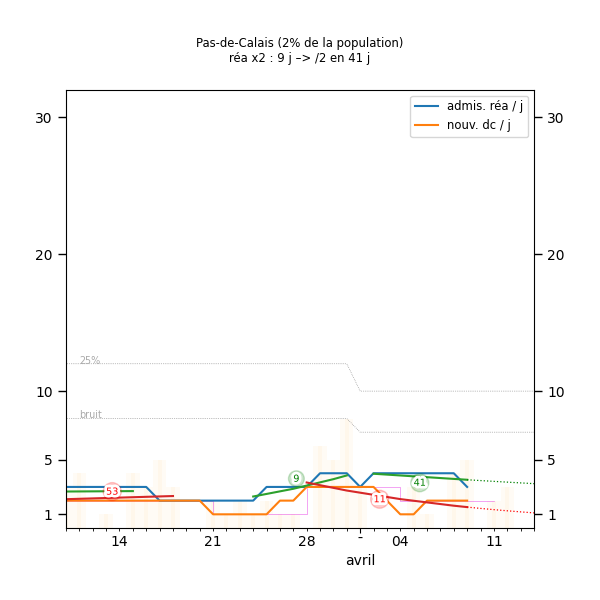 Pas-de-Calais (2% de la population)
réa x2 : 9 j –> /2 en 41 j
admis. réa / j
nouv. dc / j
30 30
20 20
25%
10 10
bruit
5 5
9
41
53
11
1 1
14 21 28 04 11
avril